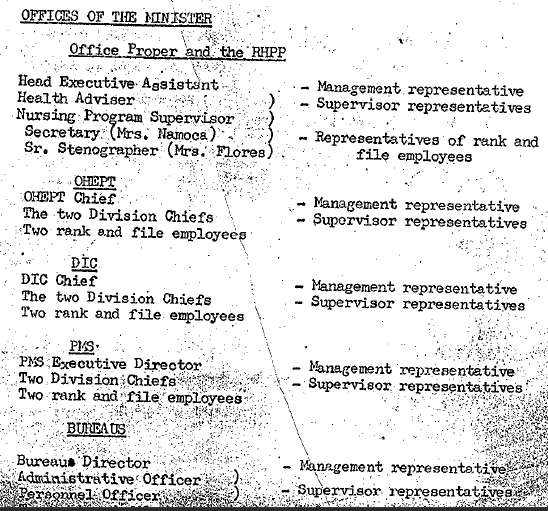 OFFICES OF THE MINISTER
Office Proper and the RHPP
Head Executive Assistant - Management representative
Health Adviser ) - Supervisor representatives
Nursing Program Supervisor )
Secretary (Mrs. Namoca) ) - Representatives of rank and
Sr. Stenographer (Mrs. Flores) file employees
OHEPT
OHEPT Chief - Management representative
The two Division Chiefs - Supervisor representatives
Two rank and file employees
DIC
DIC Chief - Management representative
The two Division Chiefs - Supervisor representatives
Two rank and file employees
PMS
PMS Executive Director - Management representative
Two Division Chiefs - Supervisor representatives
Two rank and file employees
BUREAUS
Bureaus Director - Management representative
Administrative Officer )
Personnel Officer ) - Supervisor representatives